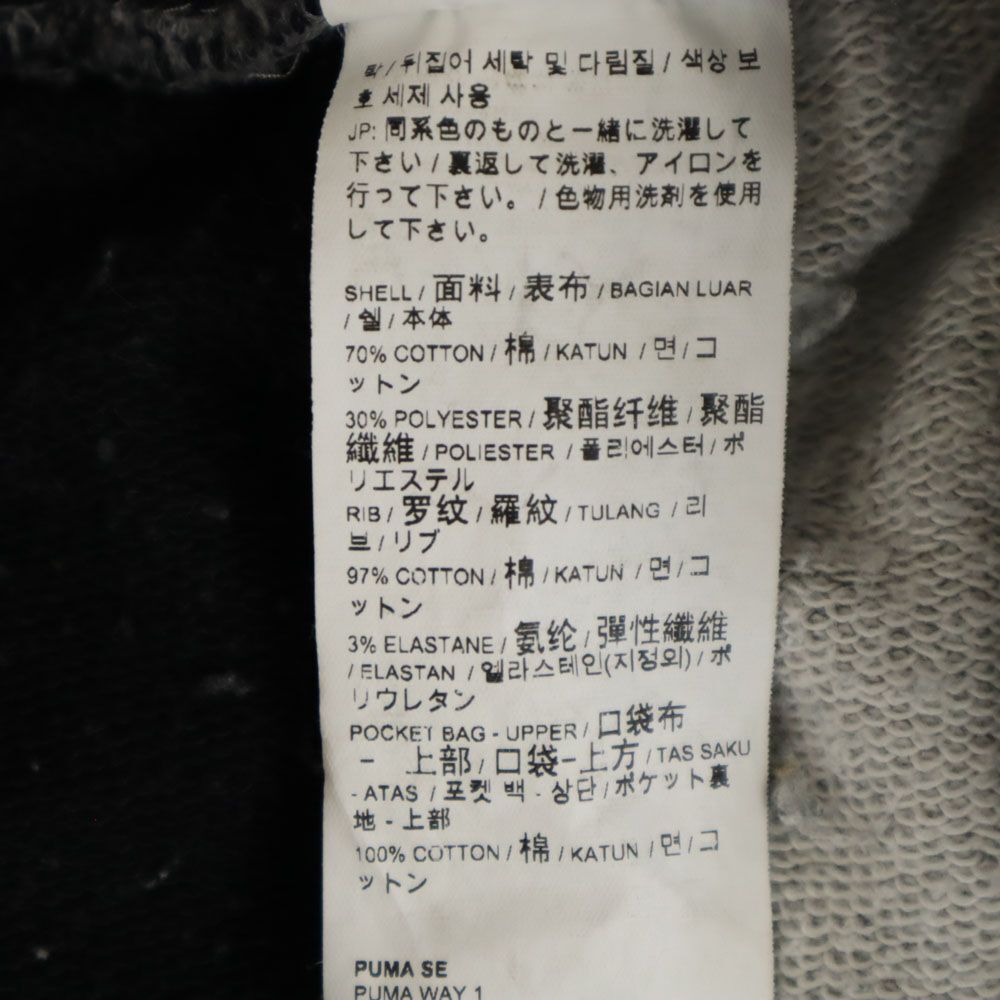 탁/뒤집어 세탁 및 다림질 / 색상 보
호 세제 사용
JP: 同系色のものと一緒に洗濯して
下さい / 裏返して洗濯、アイロンを
行って下さい。 / 色物用洗剤を使用
して下さい。
SHELL / 面料 / 表布 / BAGIAN LUAR
/ 쉘 / 本体
70% COTTON / 棉 / KATUN / 면 / コ
ットン
30% POLYESTER / 聚酯纤维 / 聚酯
纖維 / POLIESTER / 폴리에스터 / ポ
リエステル
RIB / 罗纹 / 羅紋 / TULANG / 리
브 / リブ
97% COTTON / 棉 / KATUN / 면 / コ
ットン
3% ELASTANE / 氨纶 / 彈性纖維
/ ELASTAN / 엘라스테인(지정외) / ポ
リウレタン
POCKET BAG - UPPER / 口袋布
- 上部 / 口袋-上方 / TAS SAKU
- ATAS / 포켓 백 - 상단 / ポケット裏
地 - 上部
100% COTTON / 棉 / KATUN / 면 / コ
ットン
PUMA SE
PUMA WAY 1